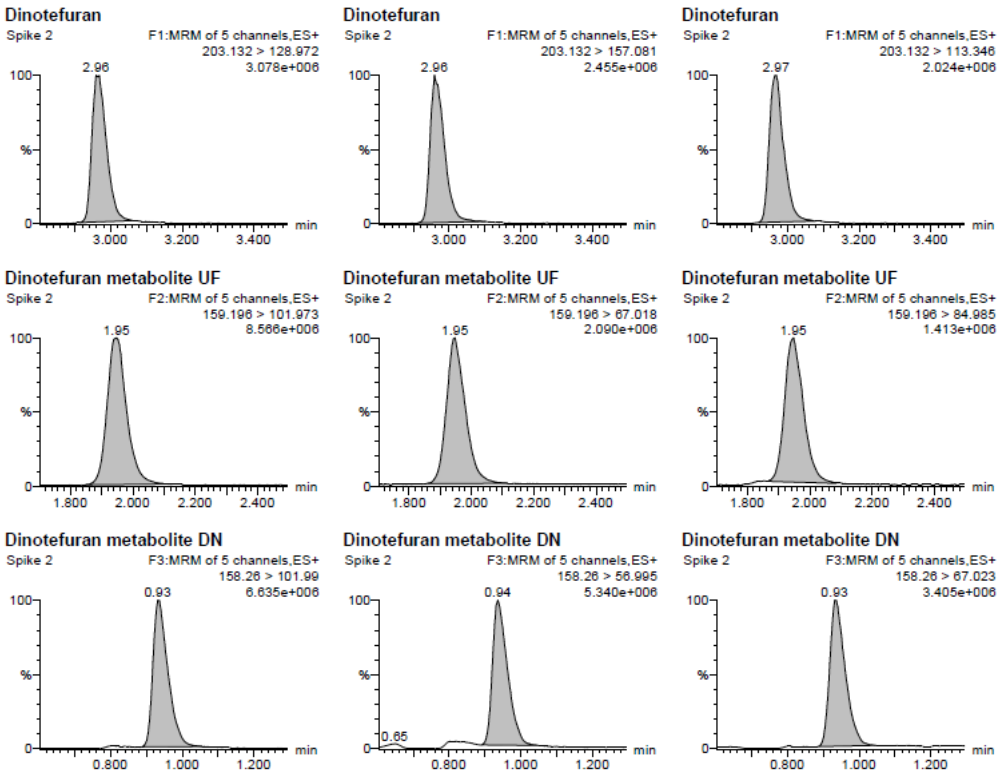 Dinotefuran
Spike 2
F1:MRM of 5 channels,ES+
203.132 > 128.972
3.078e+006
2.96
100
%
0
3.000 3.200 3.400 min
Dinotefuran
Spike 2
F1:MRM of 5 channels,ES+
203.132 > 157.081
2.455e+006
2.96
100
%
0
3.000 3.200 3.400 min
Dinotefuran
Spike 2
F1:MRM of 5 channels,ES+
203.132 > 113.346
2.024e+006
2.97
100
%
0
3.000 3.200 3.400 min
Dinotefuran metabolite UF
Spike 2
F2:MRM of 5 channels,ES+
159.196 > 101.973
8.566e+006
1.95
100
%
0
1.800 2.000 2.200 2.400 min
Dinotefuran metabolite UF
Spike 2
F2:MRM of 5 channels,ES+
159.196 > 67.018
2.090e+006
1.95
100
%
0
1.800 2.000 2.200 2.400 min
Dinotefuran metabolite UF
Spike 2
F2:MRM of 5 channels,ES+
159.196 > 84.985
1.413e+006
1.95
100
%
0
1.800 2.000 2.200 2.400 min
Dinotefuran metabolite DN
Spike 2
F3:MRM of 5 channels,ES+
158.26 > 101.99
6.635e+006
0.93
100
%
0
0.800 1.000 1.200 min
Dinotefuran metabolite DN
Spike 2
F3:MRM of 5 channels,ES+
158.26 > 56.995
5.340e+006
0.94
100
%
0.65
0
0.800 1.000 1.200 min
Dinotefuran metabolite DN
Spike 2
F3:MRM of 5 channels,ES+
158.26 > 67.023
3.405e+006
0.93
100
%
0
0.800 1.000 1.200 min